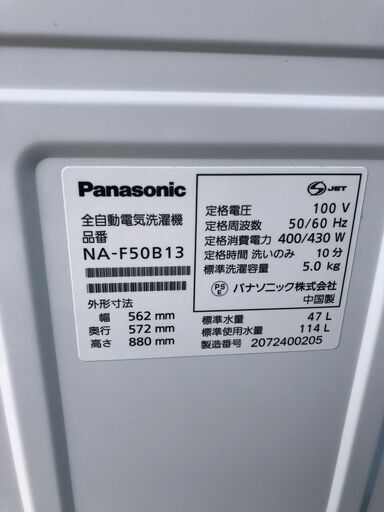 Panasonic
全自動電気洗濯機
品番
NA-F50B13
外形寸法
幅 562 mm
奥行 572 mm
高さ 880 mm
S JET
定格電圧 100 V
定格周波数 50/60 Hz
定格消費電力 400/430 W
定格時間 洗いのみ 10分
標準洗濯容量 5.0 kg
PS E パナソニック株式会社
中国製
標準水量 47 L
標準使用水量 114 L
製造番号 2072400205